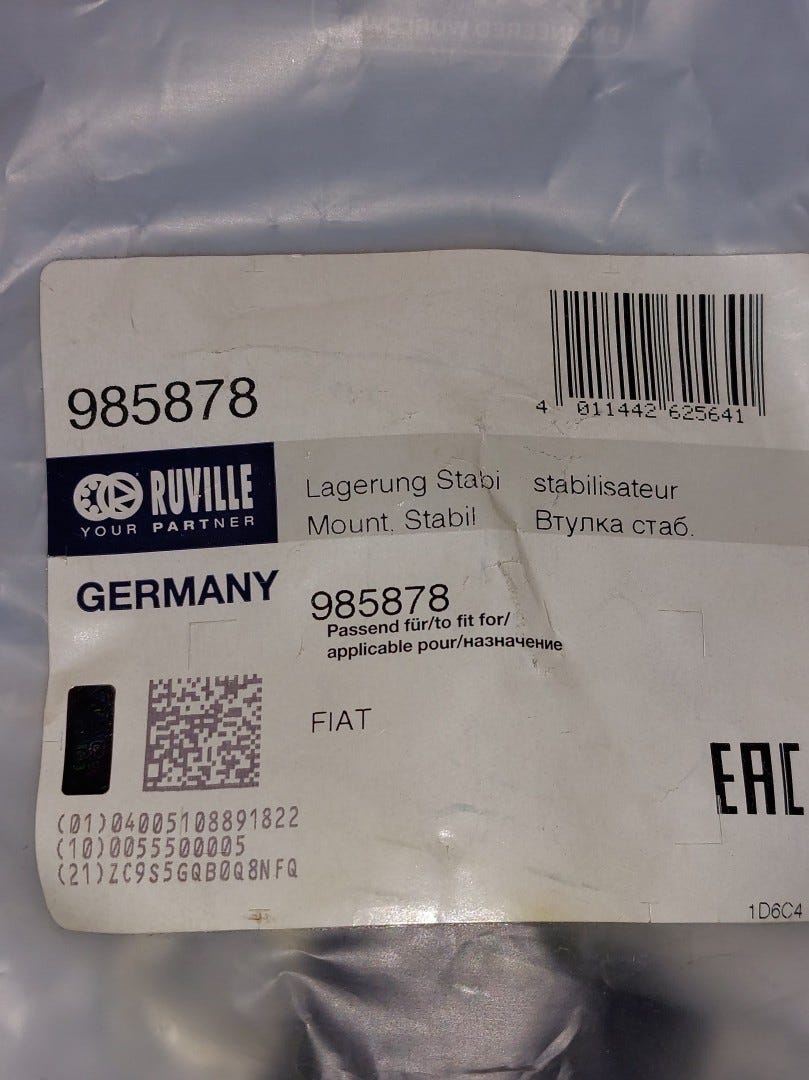 ENGINEERED
985878
4 011442 625641
RUVILLE
YOUR PARTNER
Lagerung Stabi stabilisateur
Mount. Stabil Втулка стаб.
GERMANY
985878
Passend für/to fit for/
applicable pour/назначение
FIAT
EAC
(01)04005108891822
(10)0055500005
(21)ZC9S5GQB0Q8NFQ
1D6C4